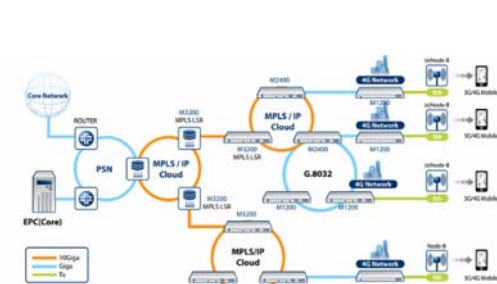 Core Network
ROUTER
PSN
EPC(Core)
10Giga
Giga
Tx
M3200
MPLS LSR
MPLS / IP
Cloud
M3200
MPLS LSR
M2400
MPLS / IP
Cloud
M3200
MPLS LSR
M2400
G.8032
M1200
M1200
M3200
MPLS/IP
Cloud
4G Network
M1200
4G Network
M1200
4G Network
4G Network
3G/4G Mobile
3G/4G Mobile
3G/4G Mobile
Node-B
3G/4G Mobile